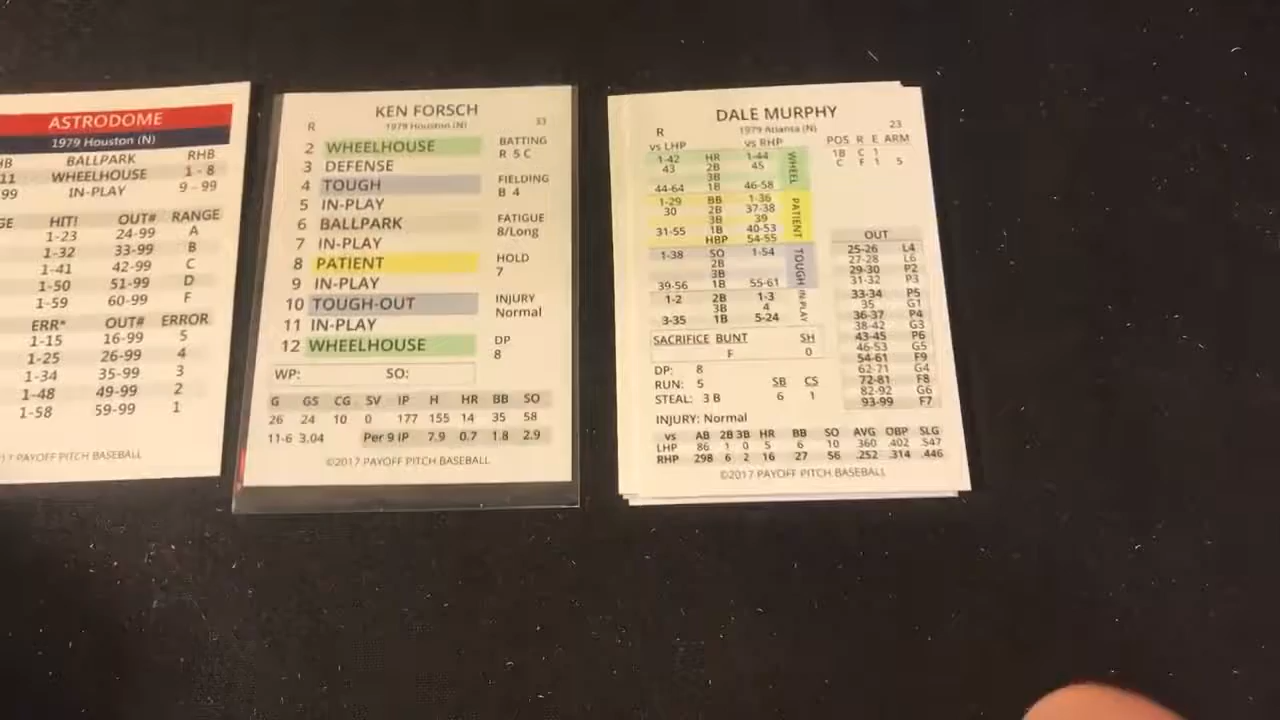 ASTRODOME
1979 Houston (N)
HB BALLPARK RHB
11 WHEELHOUSE 1 - 8
99 IN-PLAY 9 - 99
GE HIT! OUT# RANGE
1-23 24-99 A
1-32 33-99 B
1-41 42-99 C
1-50 51-99 D
1-59 60-99 F
ERR* OUT# ERROR
1-15 16-99 5
1-25 26-99 4
1-34 35-99 3
1-48 49-99 2
1-58 59-99 1
17 PAYOFF PITCH BASEBALL
KEN FORSCH
R 1979 Houston (N) 33
2 WHEELHOUSE
3 DEFENSE
4 TOUGH
5 IN-PLAY
6 BALLPARK
7 IN-PLAY
8 PATIENT
9 IN-PLAY
10 TOUGH-OUT
11 IN-PLAY
12 WHEELHOUSE
BATTING
R 5 C
FIELDING
B 4
FATIGUE
8/Long
HOLD
7
INJURY
Normal
DP
8
WP: SO:
G GS CG SV IP H HR BB SO
26 24 10 0 177 155 14 35 58
11-6 3.04 Per 9 IP 7.9 0.7 1.8 2.9
©2017 PAYOFF PITCH BASEBALL
DALE MURPHY
R 1979 Atlanta (N) 23
vs LHP vs RHP
1-42 HR 1-44
43 2B 45
3B
44-64 1B 46-58
WHEEL
1-29 BB 1-36
30 2B 37-38
3B 39
31-55 1B 40-53
HBP 54-55
PATIENT
1-38 SO 1-54
2B
3B
39-56 1B 55-61
TOUGH
1-2 2B 1-3
3B 4
3-35 1B 5-24
IN PLAY
POS R E ARM
1B C 1
C F 1 5
OUT
25-26 L4
27-28 L6
29-30 P2
31-32 P3
33-34 P5
35 G1
36-37 P4
38-42 G3
43-45 P6
46-53 G5
54-61 F9
62-71 G4
72-81 F8
82-92 G6
93-99 F7
SACRIFICE BUNT SH
F 0
DP: 8
RUN: 5 SB CS
STEAL: 3 B 6 1
INJURY: Normal
vs AB 2B 3B HR BB SO AVG OBP SLG
LHP 86 1 0 5 6 10 .360 .402 .547
RHP 298 6 2 16 27 56 .252 .314 .446
©2017 PAYOFF PITCH BASEBALL